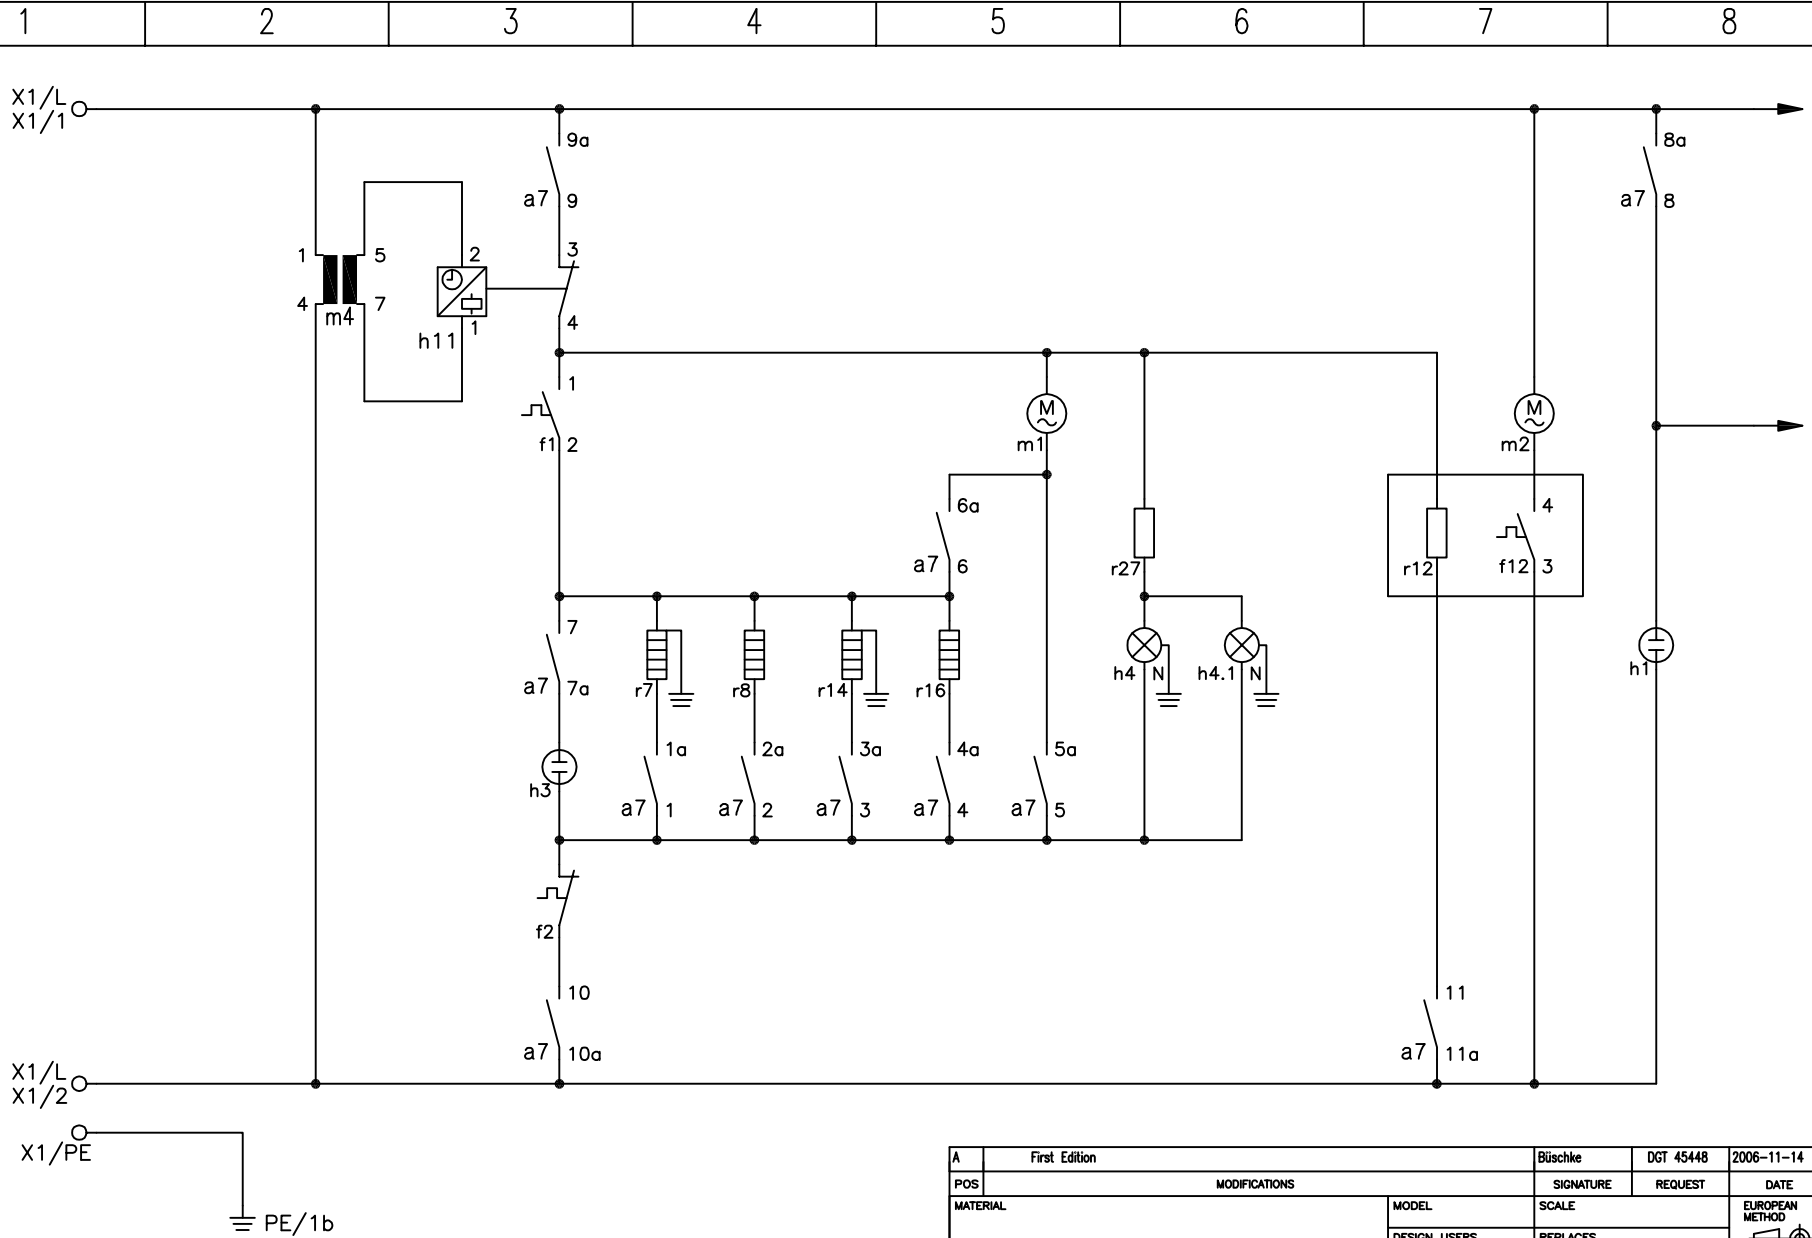 1 2 3 4 5 6 7 8
X1/L
X1/1
9a
8a
a7 9
a7 8
3
1 5 2
4 7
m4
1
h11
4
1
M
M
f1 2
m1
m2
6a
4
a7 6
r27
r12
f12 3
7
a7 7a
r7
r8
r14
r16
h4 N
h4.1 N
h1
1a
2a
3a
4a
5a
h3
a7 1
a7 2
a7 3
a7 4
a7 5
f2
10
11
a7 10a
a7 11a
X1/L
X1/2
X1/PE
PE/1b
A First Edition Büschke DGT 45448 2006-11-14
POS MODIFICATIONS SIGNATURE REQUEST DATE
MATERIAL MODEL SCALE EUROPEAN
METHOD
DESIGN USERS REPLACES